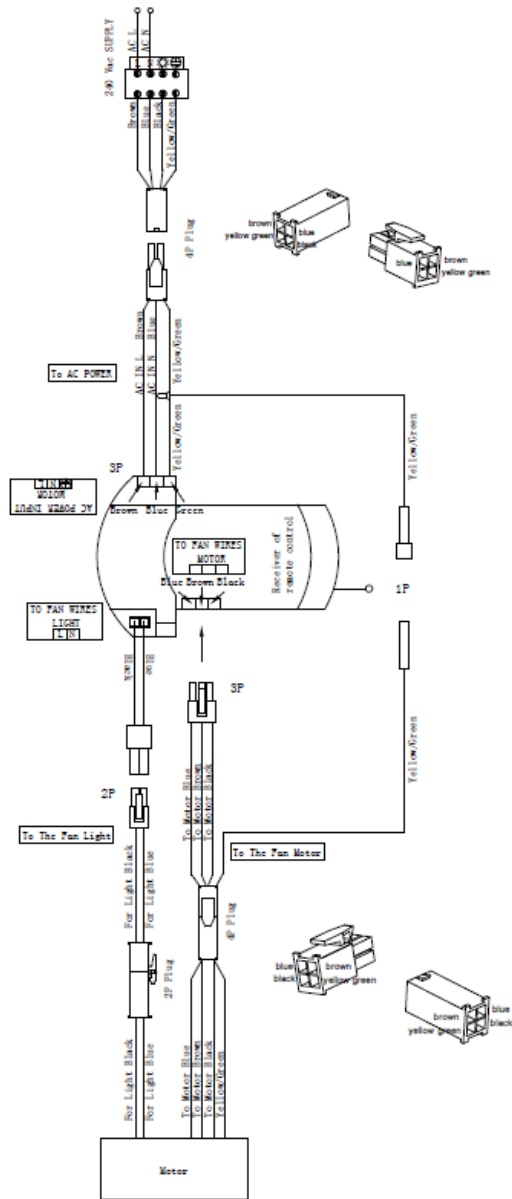 240 Vac SUPPLY
AC L
AC N
Brown
Blue
Black
Yellow/Green
4P Plug
brown
yellow green
blue
black
blue
brown
yellow green
To AC POWER
AC IN L
Brown
AC IN N
Blue
Yellow/Green
Yellow/Green
Yellow/Green
3P
AC POWER INPUT
MOTOR
N L
Brown Blue Green
TO FAN WIRES
MOTOR
Blue Brown Black
Receiver of
remote control
1P
TO FAN WIRES
LIGHT
L N
Black
Blue
3P
Yellow/Green
2P
To The Fan Light
To Motor Blue
To Motor Brown
To Motor Black
To The Fan Motor
For Light Black
For Light Blue
4P Plug
2P Plug
blue
black
brown
yellow green
brown
yellow green
blue
black
For Light Black
For Light Blue
To Motor Blue
To Motor Brown
To Motor Black
Yellow/Green
Motor